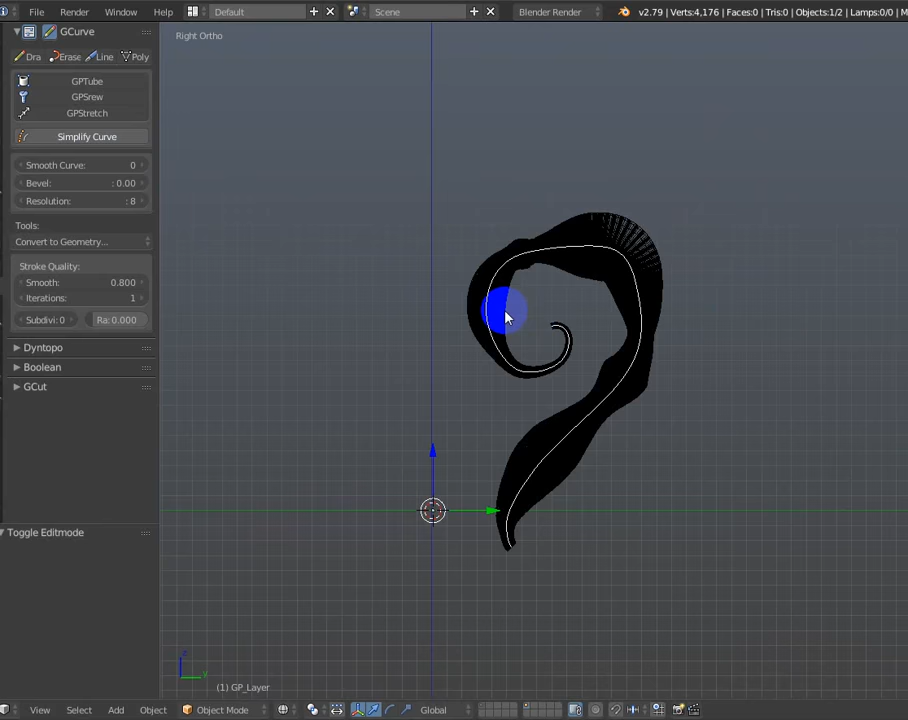 File Render Window Help Default Scene Blender Render v2.79 | Verts:4,176 | Faces:0 | Tris:0 | Objects:1/2 | Lamps:0/0 |
GCurve
Right Ortho
Dra Erase Line Poly
GPTube
GPSrew
GPStretch
Simplify Curve
Smooth Curve: 0
Bevel: : 0.00
Resolution: : 8
Tools:
Convert to Geometry...
Stroke Quality:
Smooth: 0.800
Iterations: 1
Subdivi: 0 Ra:0.000
Dyntopo
Boolean
GCut
Toggle Editmode
z
y
(1) GP_Layer
View Select Add Object Object Mode Global